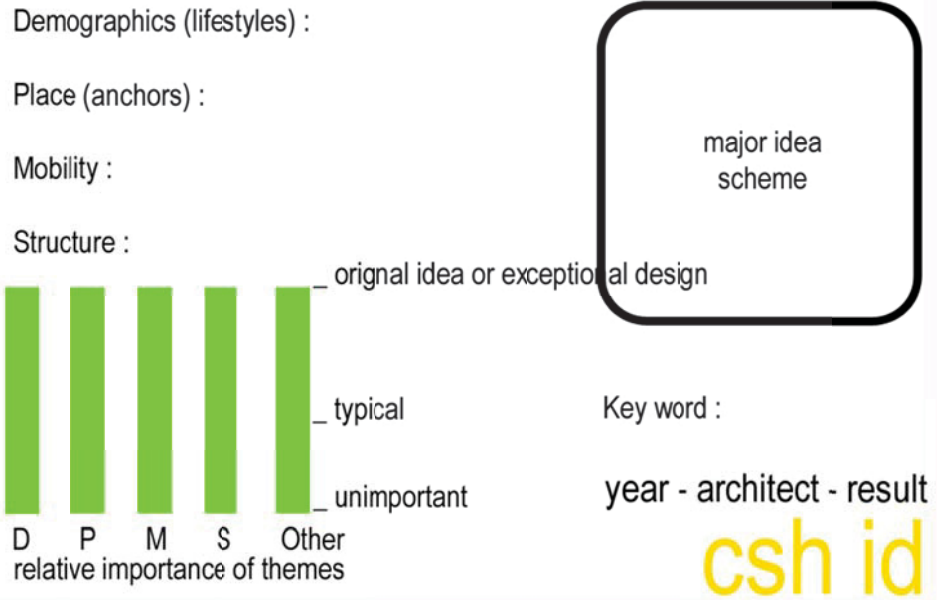 Demographics (lifestyles) :
Place (anchors) :
Mobility :
Structure :
major idea
scheme
_ orignal idea or exceptional design
_ typical
_ unimportant
D P M S Other
relative importance of themes
Key word :
year - architect - result
csh id